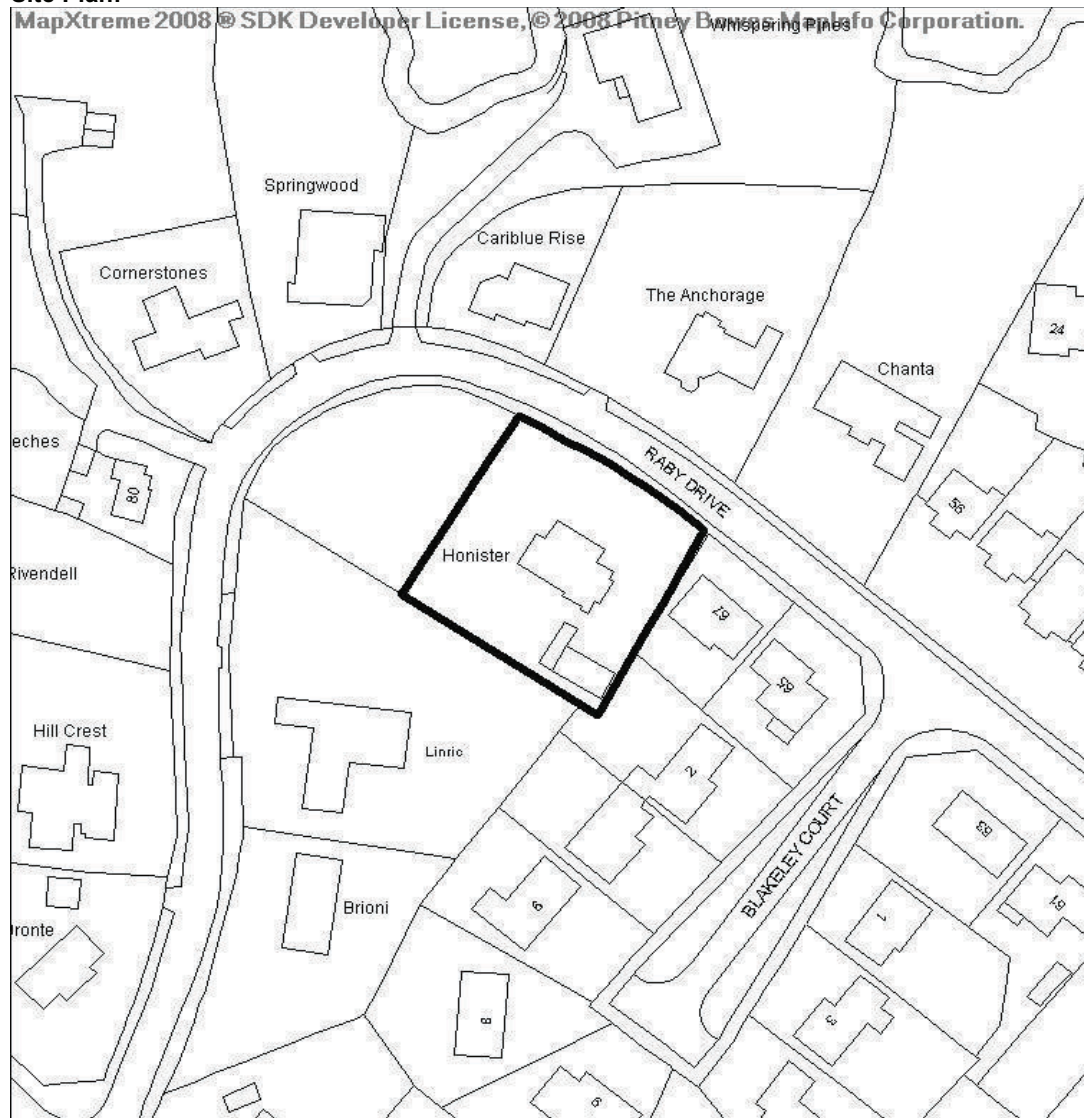 Site Plan:
MapXtreme 2008 ® SDK Developer License, © 2008 Pitney Bowes MapInfo Corporation.
Whispering Pines
Springwood
Cariblue Rise
Cornerstones
The Anchorage
24
Chanta
eeches
80
RABY DRIVE
56
Honister
Rivendell
67
65
Hill Crest
Linric
2
BLAKELEY COURT
63
61
Brioni
6
1
8
3
9